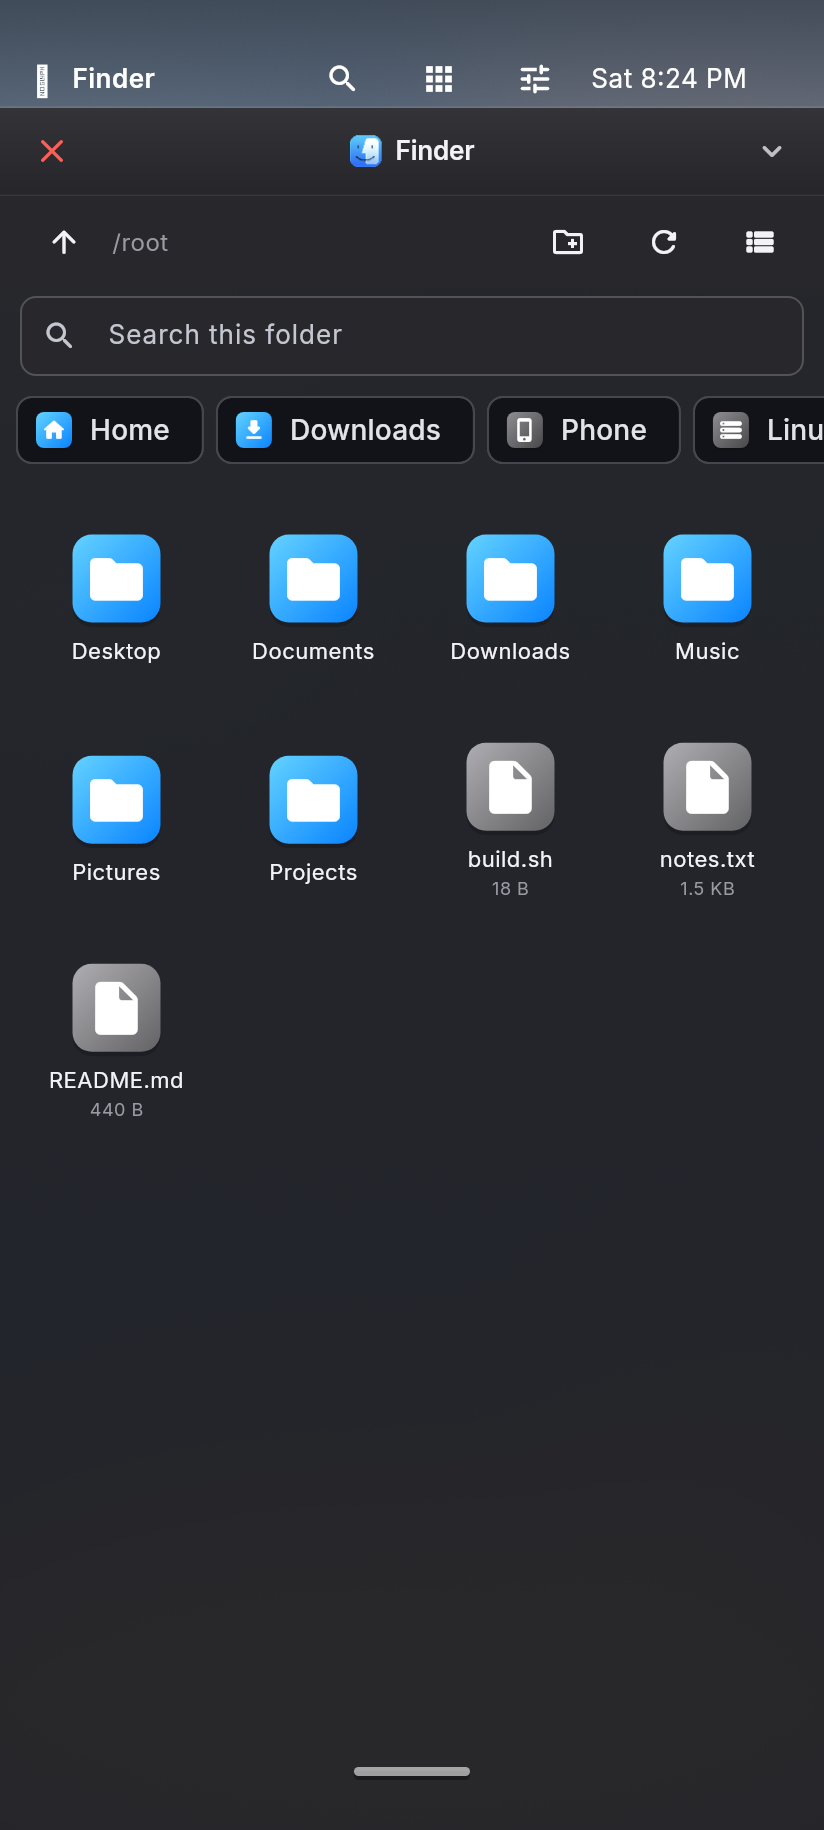 Finder
Sat 8:24 PM
Finder
/root
Search this folder
Home
Downloads
Phone
Linu
Desktop
Documents
Downloads
Music
Pictures
Projects
build.sh
18 B
notes.txt
1.5 KB
README.md
440 B